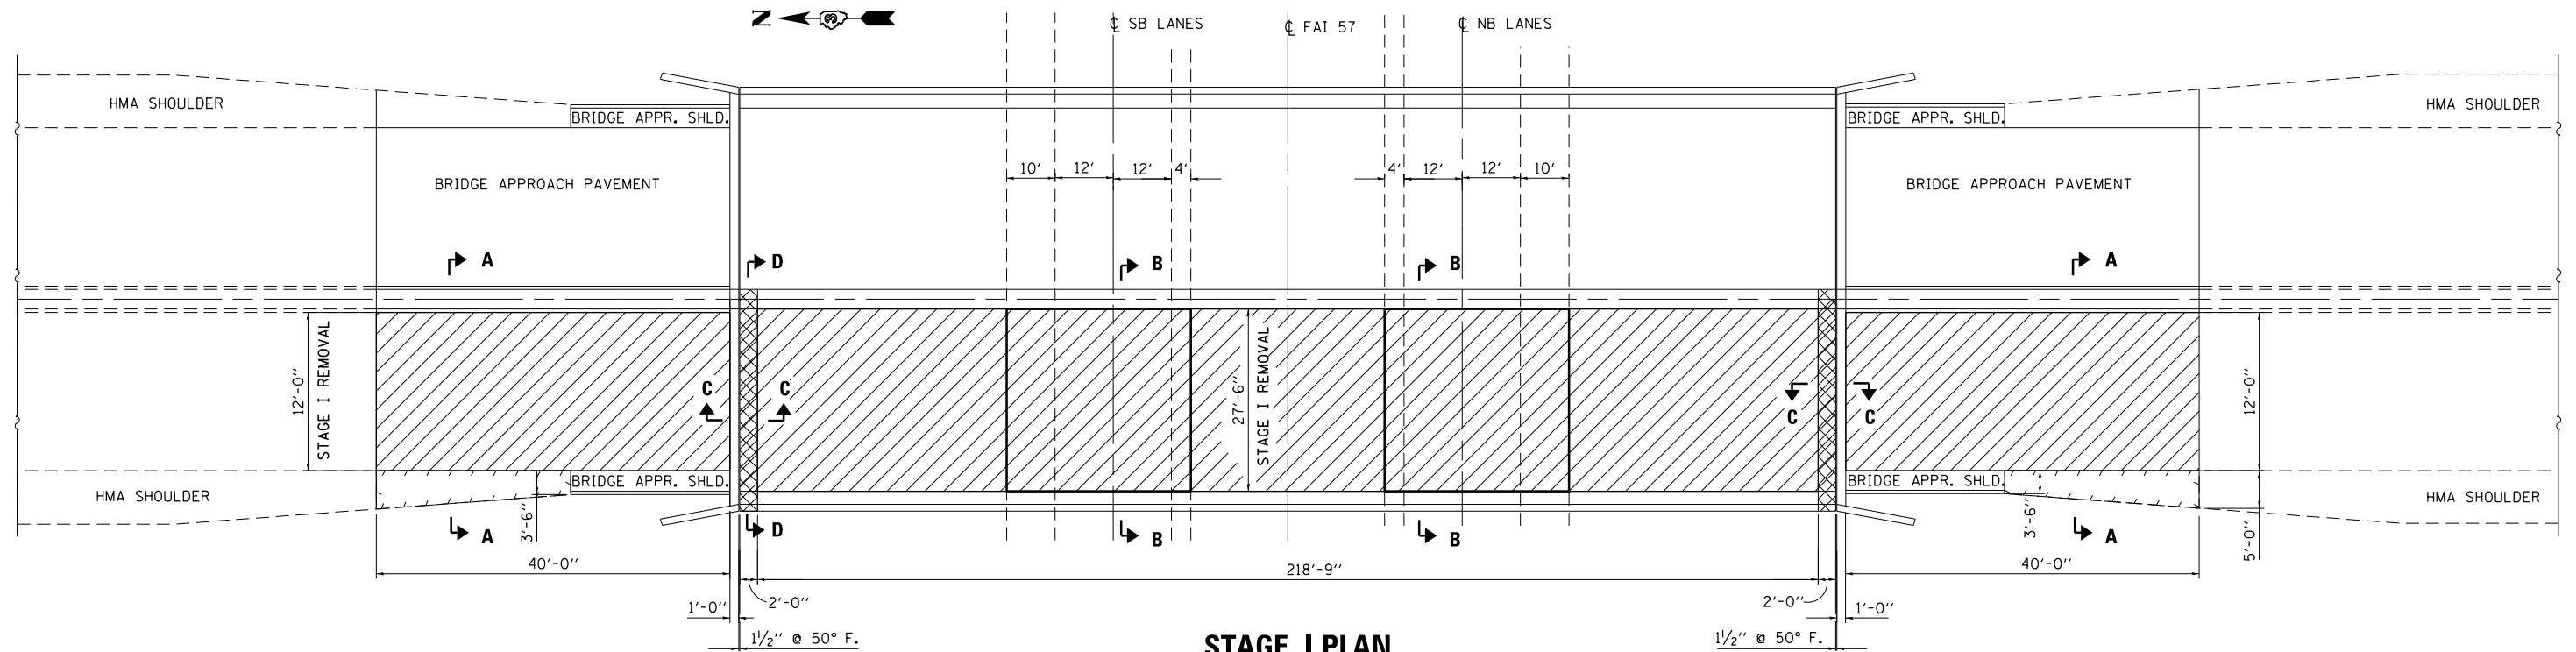 N
3
℄ SB LANES
℄ FAI 57
℄ NB LANES
HMA SHOULDER
BRIDGE APPR. SHLD.
BRIDGE APPR. SHLD.
HMA SHOULDER
10' 12' 12' 4'
4' 12' 12' 10'
BRIDGE APPROACH PAVEMENT
BRIDGE APPROACH PAVEMENT
A
D
B
B
A
12'-0"
STAGE I REMOVAL
C
C
27'-6"
STAGE I REMOVAL
C
C
12'-0"
HMA SHOULDER
BRIDGE APPR. SHLD.
BRIDGE APPR. SHLD.
HMA SHOULDER
3'-6"
3'-6"
5'-0"
A
D
B
B
A
40'-0"
218'-9"
40'-0"
1'-0"
2'-0"
2'-0"
1'-0"
1½" @ 50° F.
1½" @ 50° F.
STAGE I PLAN